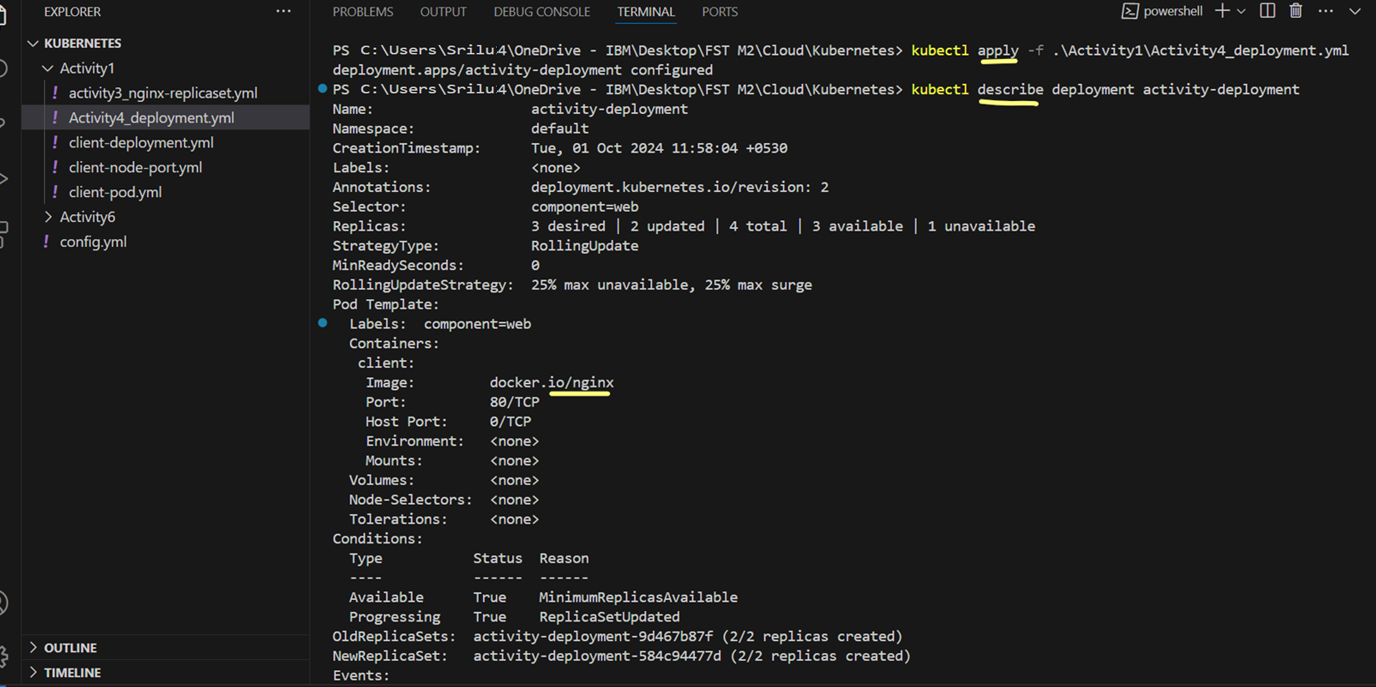 EXPLORER ...
KUBERNETES
Activity1
! activity3_nginx-replicaset.yml
! Activity4_deployment.yml
! client-deployment.yml
! client-node-port.yml
! client-pod.yml
Activity6
! config.yml
OUTLINE
TIMELINE
PROBLEMS OUTPUT DEBUG CONSOLE TERMINAL PORTS powershell
PS C:\Users\Srilu4\OneDrive - IBM\Desktop\FST M2\Cloud\Kubernetes> kubectl apply -f .\Activity1\Activity4_deployment.yml
deployment.apps/activity-deployment configured
PS C:\Users\Srilu4\OneDrive - IBM\Desktop\FST M2\Cloud\Kubernetes> kubectl describe deployment activity-deployment
Name: activity-deployment
Namespace: default
CreationTimestamp: Tue, 01 Oct 2024 11:58:04 +0530
Labels: <none>
Annotations: deployment.kubernetes.io/revision: 2
Selector: component=web
Replicas: 3 desired | 2 updated | 4 total | 3 available | 1 unavailable
StrategyType: RollingUpdate
MinReadySeconds: 0
RollingUpdateStrategy: 25% max unavailable, 25% max surge
Pod Template:
Labels: component=web
Containers:
client:
Image: docker.io/nginx
Port: 80/TCP
Host Port: 0/TCP
Environment: <none>
Mounts: <none>
Volumes: <none>
Node-Selectors: <none>
Tolerations: <none>
Conditions:
Type Status Reason
---- ------ ------
Available True MinimumReplicasAvailable
Progressing True ReplicaSetUpdated
OldReplicaSets: activity-deployment-9d467b87f (2/2 replicas created)
NewReplicaSet: activity-deployment-584c94477d (2/2 replicas created)
Events: